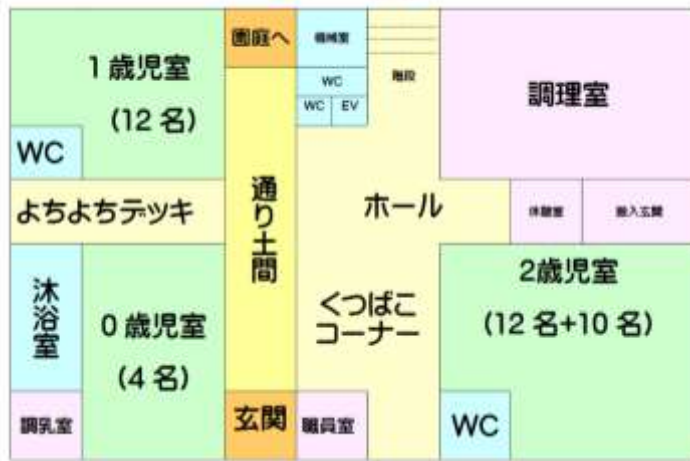 1歳児室
(12名)
WC
園庭へ
機械室
WC
WC
EV
階段
調理室
よちよちデッキ
通り土間
ホール
休憩室
搬入玄関
沐浴室
0歳児室
(4名)
くつばこ
コーナー
2歳児室
(12名+10名)
調乳室
玄関
職員室
WC